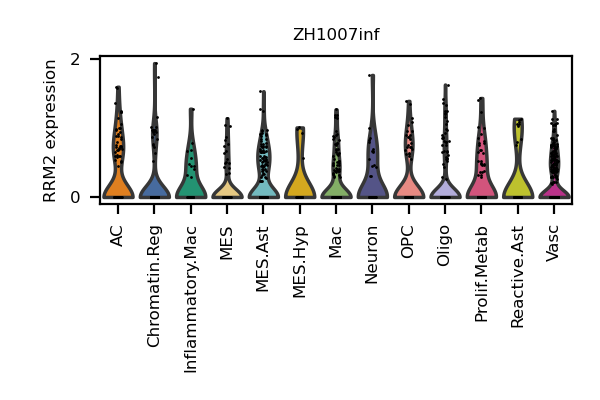 ZH1007inf
RRM2 expression
2
0
AC
Chromatin.Reg
Inflammatory.Mac
MES
MES.Ast
MES.Hyp
Mac
Neuron
OPC
Oligo
Prolif.Metab
Reactive.Ast
Vasc